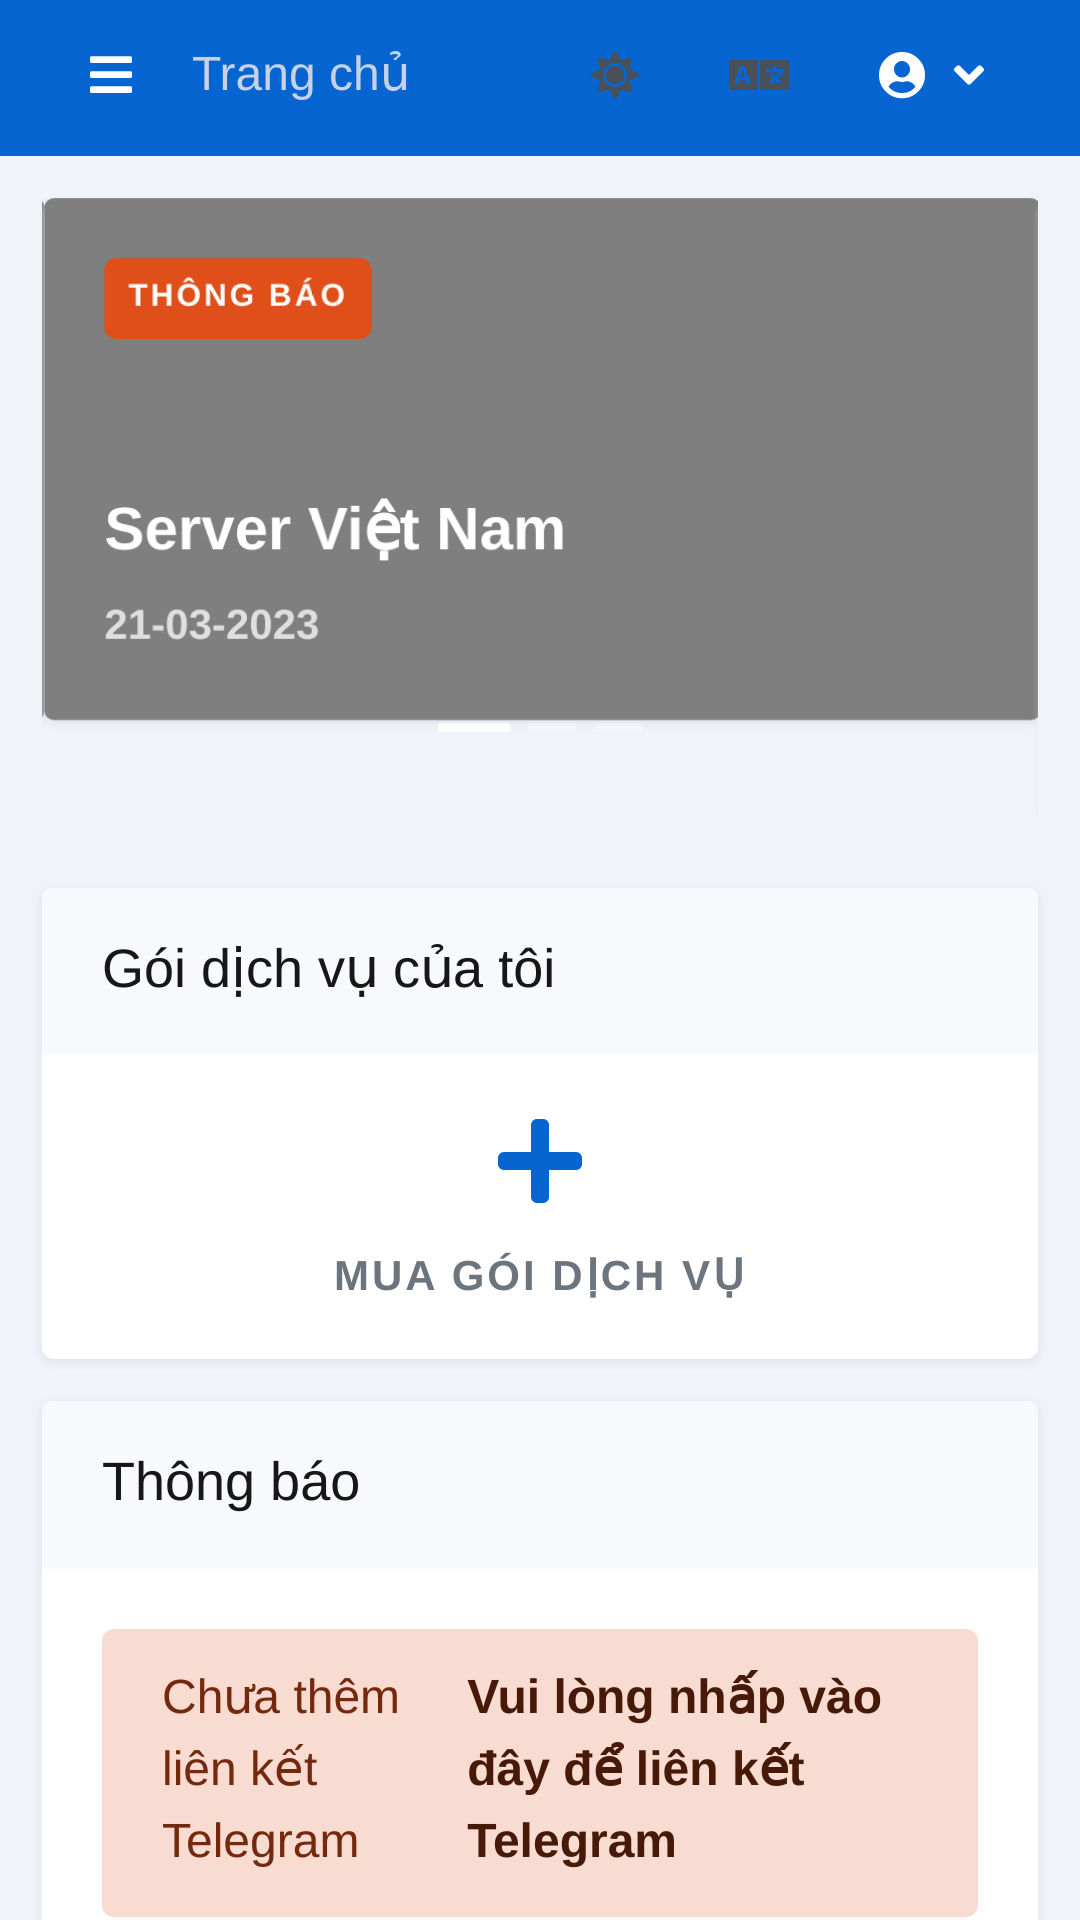 Trang chủ
THÔNG BÁO
Server Việt Nam
21-03-2023
Gói dịch vụ của tôi
MUA GÓI DỊCH VỤ
Thông báo
Chưa thêm liên kết Telegram
Vui lòng nhấp vào đây để liên kết Telegram